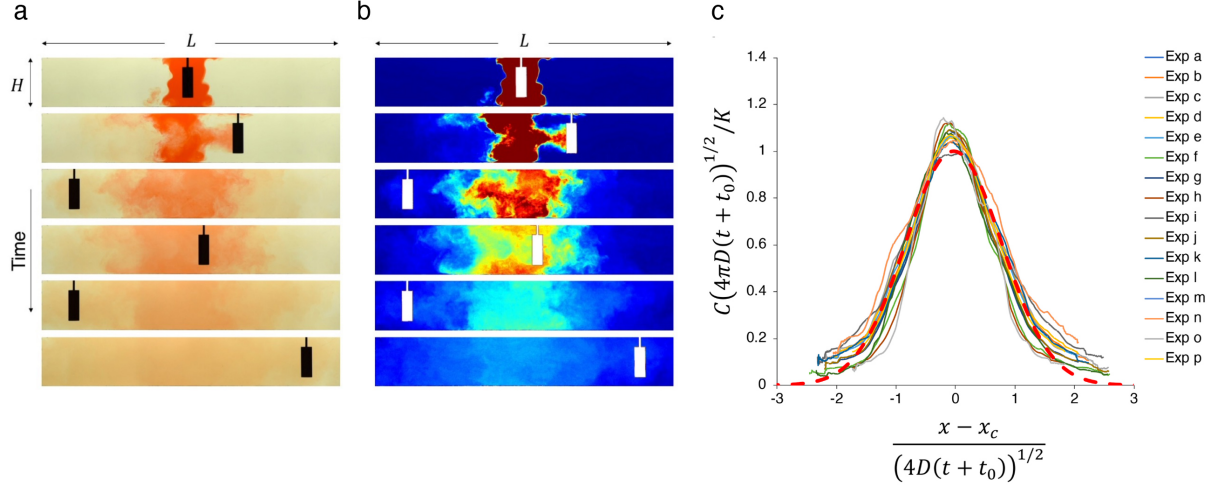 a
b
c
L
L
H
Time
C(4πD(t + t₀))^{1/2}/K
1.4
1.2
1
0.8
0.6
0.4
0.2
0
-3
-2
-1
0
1
2
3
x − x_c
(4D(t + t₀))^{1/2}
Exp a
Exp b
Exp c
Exp d
Exp e
Exp f
Exp g
Exp h
Exp i
Exp j
Exp k
Exp l
Exp m
Exp n
Exp o
Exp p